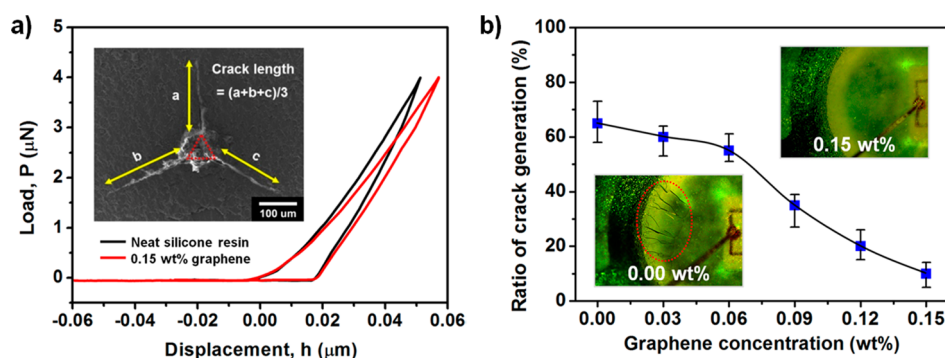 a)
Load, P (μN)
5
4
3
2
1
0
-0.06
-0.04
-0.02
0.00
0.02
0.04
0.06
Displacement, h (μm)
Crack length
= (a+b+c)/3
a
b
c
100 um
Neat silicone resin
0.15 wt% graphene
b)
Ratio of crack generation (%)
100
80
60
40
20
0
0.00
0.03
0.06
0.09
0.12
0.15
Graphene concentration (wt%)
0.15 wt%
0.00 wt%